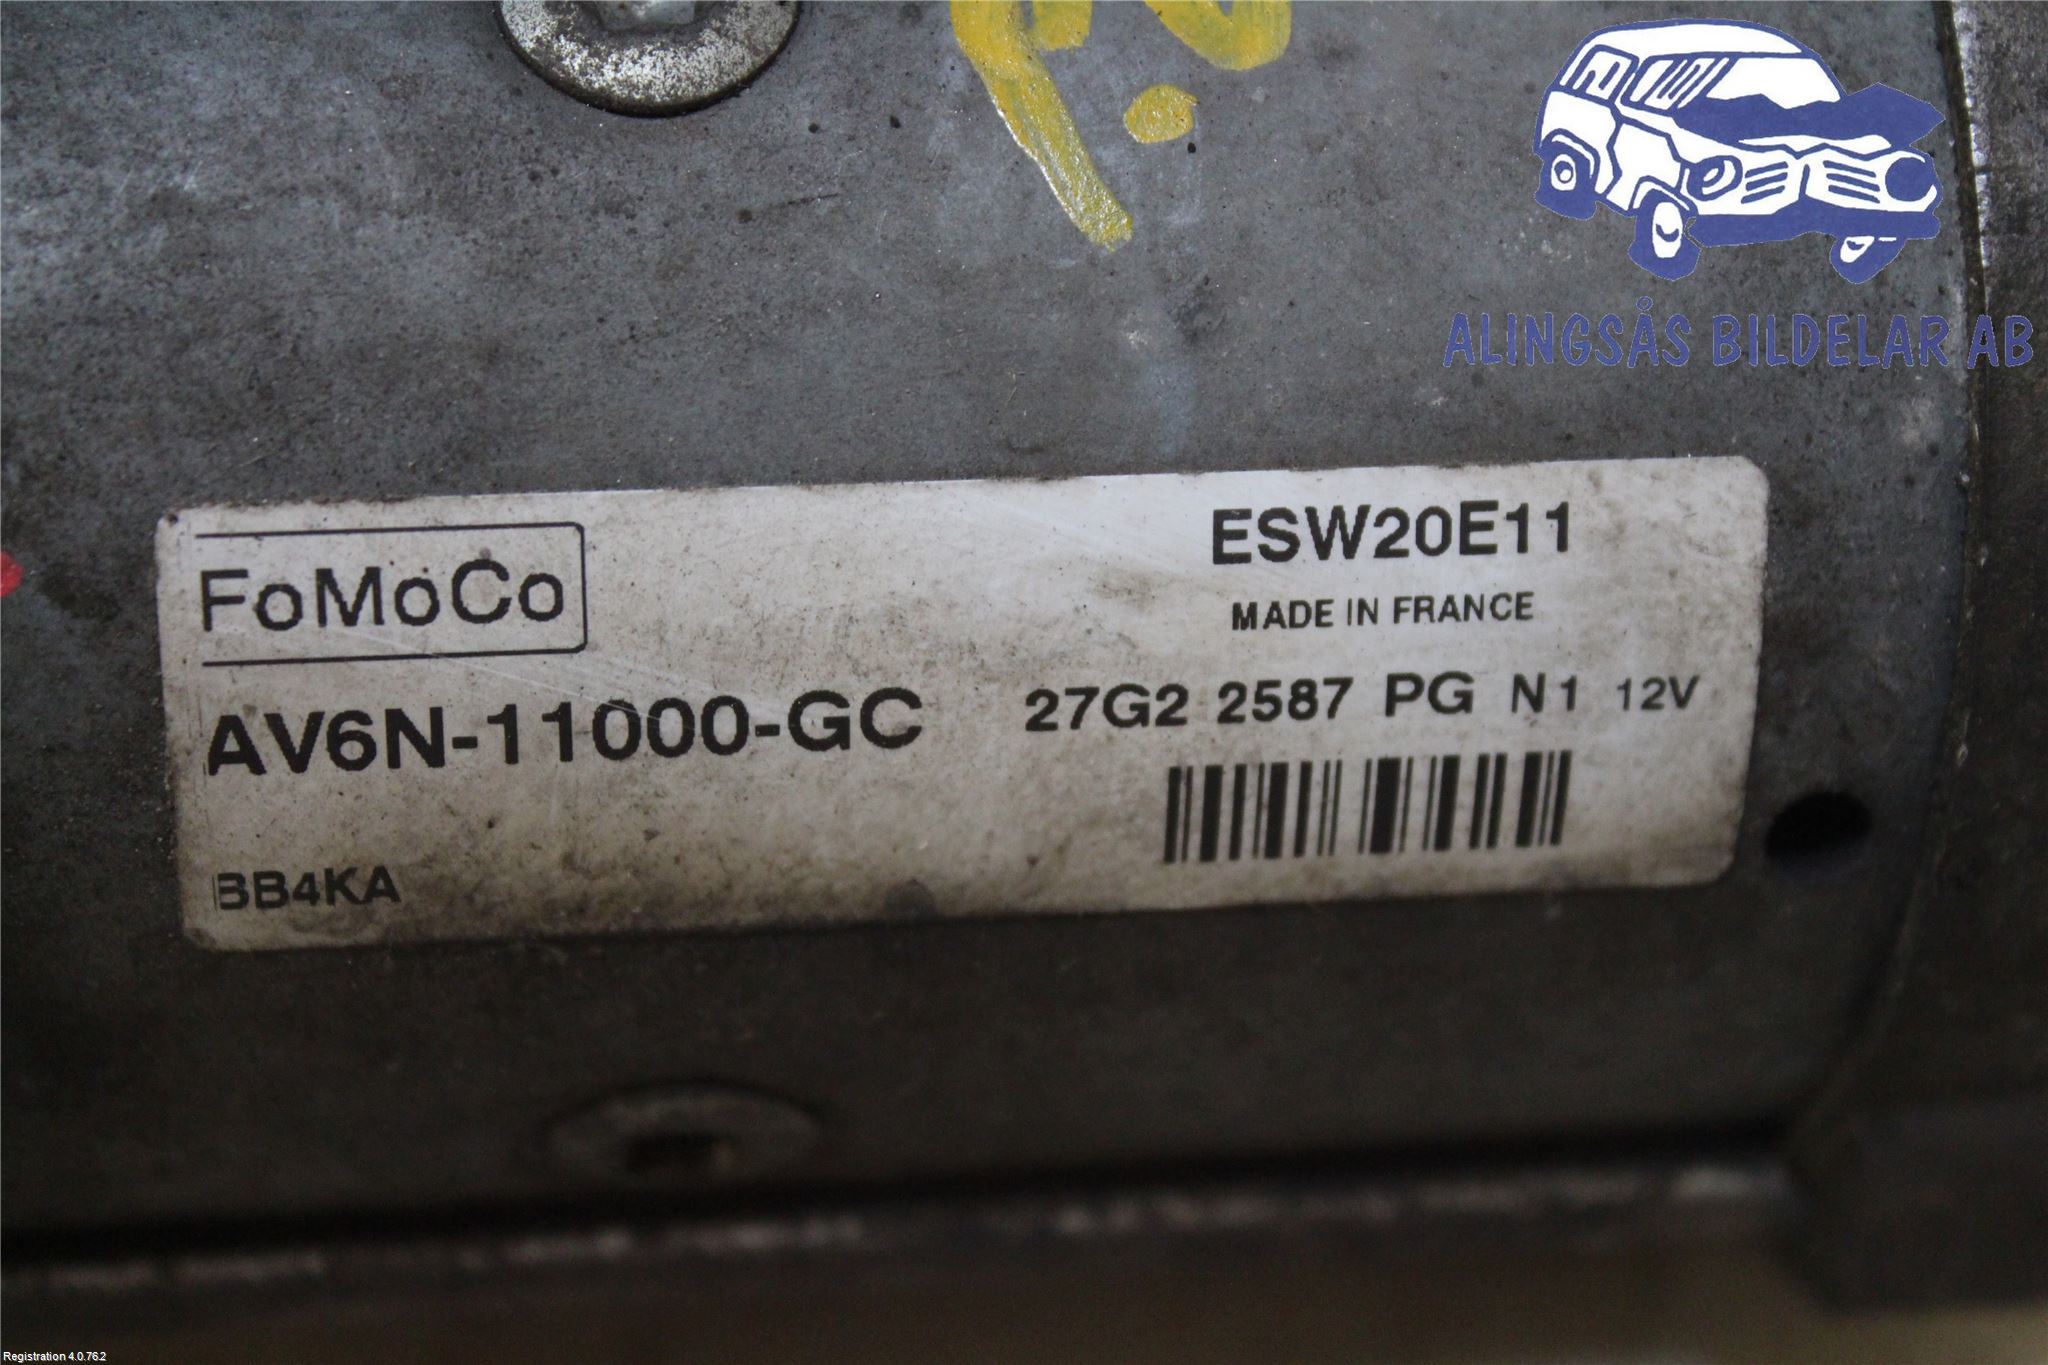 ALINGSÅS BILDELAR AB
FoMoCo
ESW20E11
MADE IN FRANCE
AV6N-11000-GC
27G2 2587 PG N1 12V
BB4KA
Registration 4.0.76.2